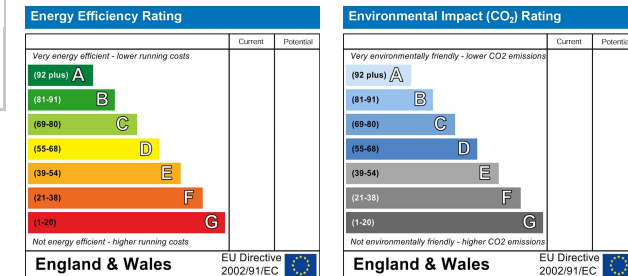 Energy Efficiency Rating
Current Potential
Very energy efficient - lower running costs
(92 plus) A
(81-91) B
(69-80) C
(55-68) D
(39-54) E
(21-38) F
(1-20) G
Not energy efficient - higher running costs
England & Wales
EU Directive
2002/91/EC
Environmental Impact (CO₂) Rating
Current Potential
Very environmentally friendly - lower CO2 emissions
(92 plus) A
(81-91) B
(69-80) C
(55-68) D
(39-54) E
(21-38) F
(1-20) G
Not environmentally friendly - higher CO2 emissions
England & Wales
EU Directive
2002/91/EC